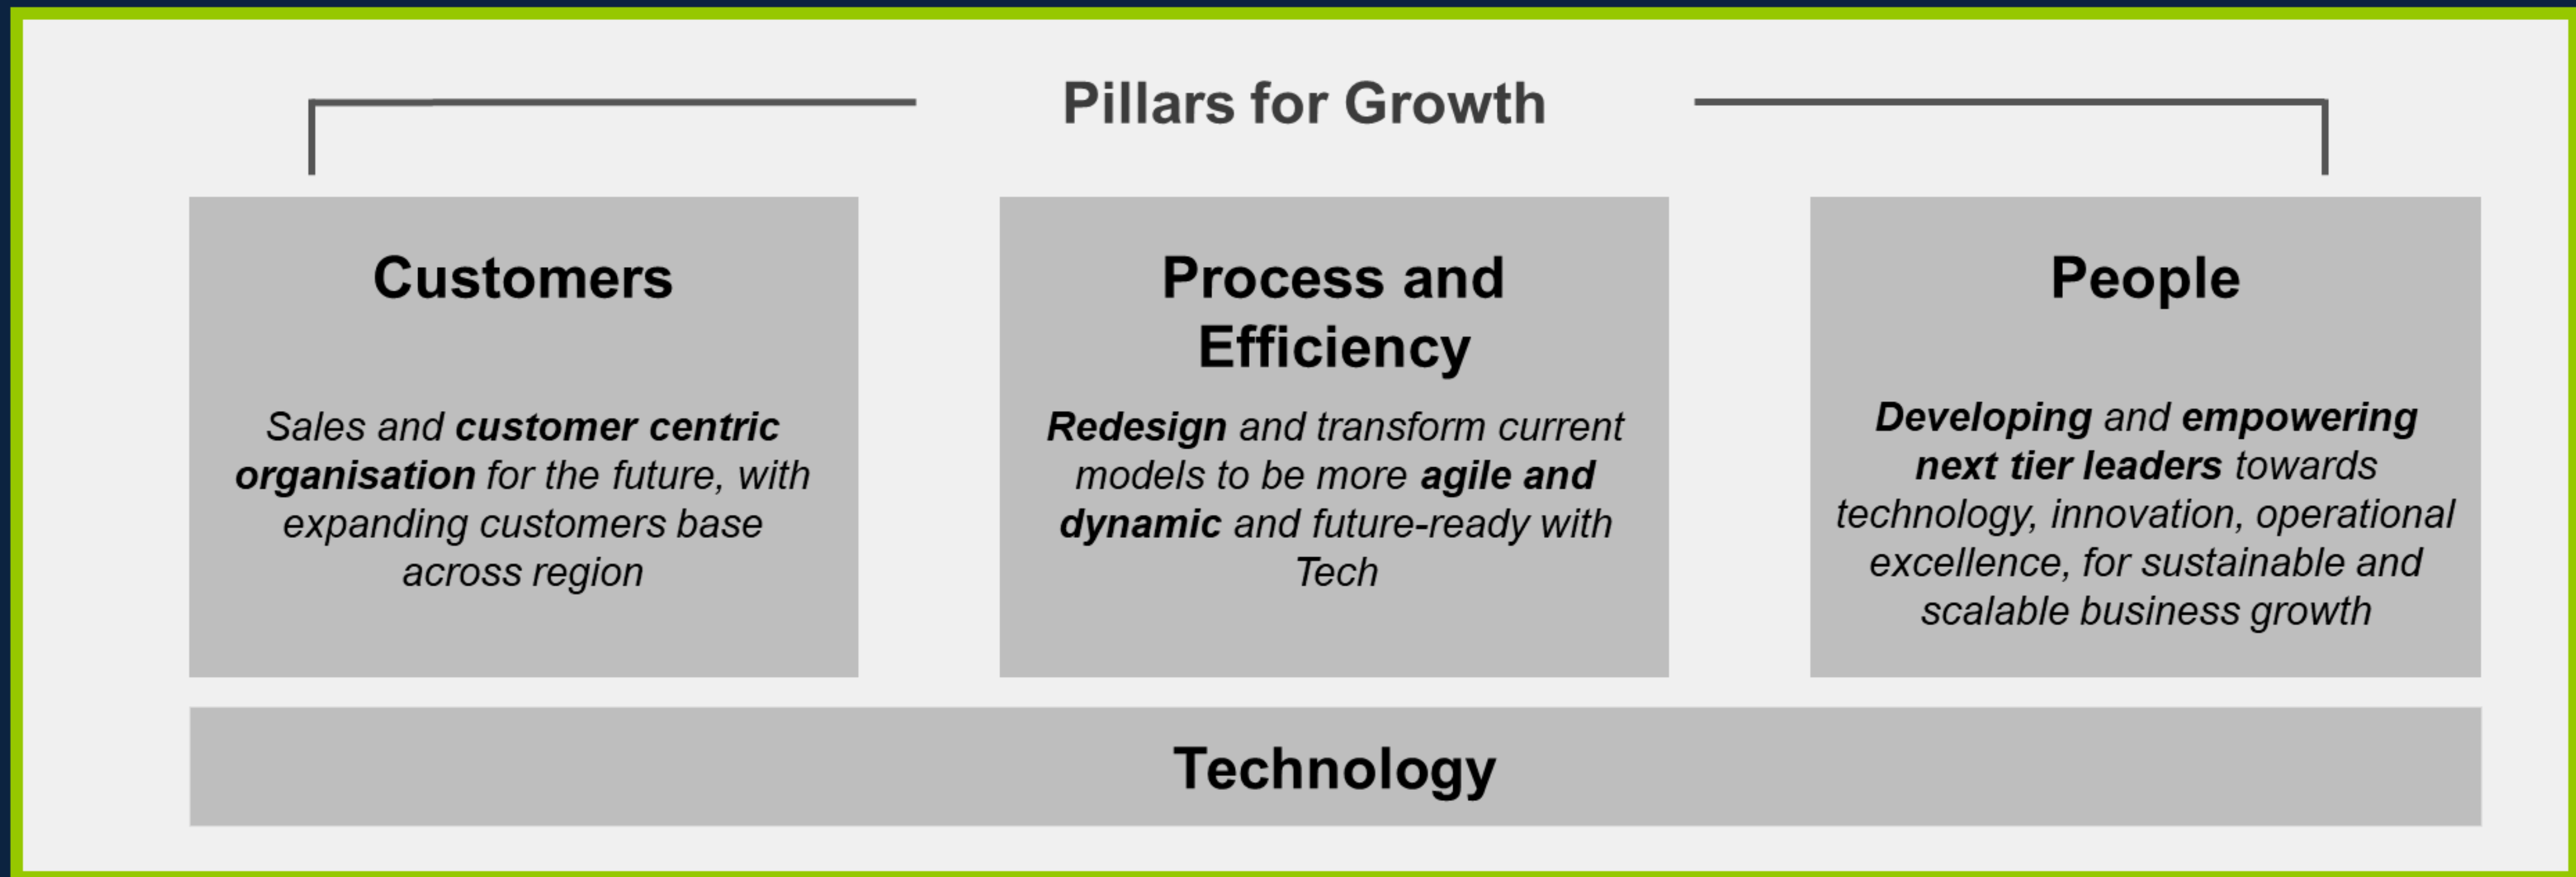 Pillars for Growth
Customers
Sales and customer centric
organisation for the future, with
expanding customers base
across region
Process and
Efficiency
Redesign and transform current
models to be more agile and
dynamic and future-ready with
Tech
People
Developing and empowering
next tier leaders towards
technology, innovation, operational
excellence, for sustainable and
scalable business growth
Technology